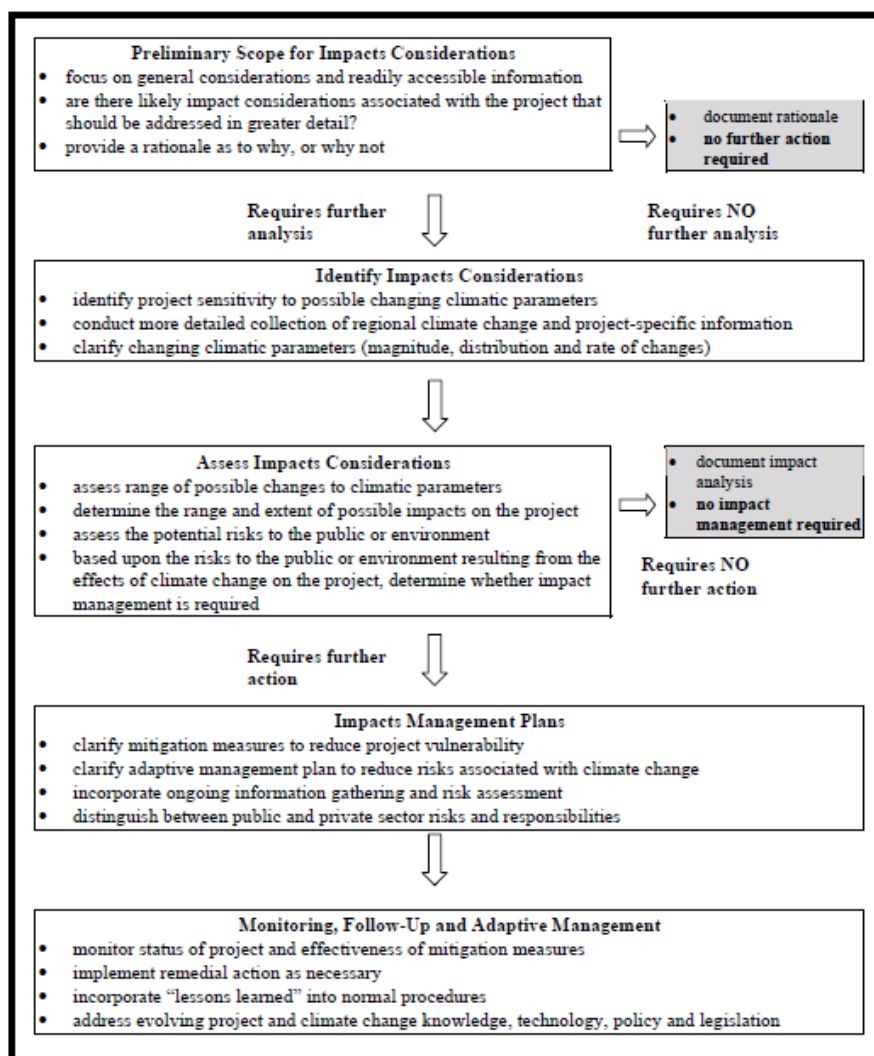 Preliminary Scope for Impacts Considerations
• focus on general considerations and readily accessible information
• are there likely impact considerations associated with the project that
should be addressed in greater detail?
• provide a rationale as to why, or why not
• document rationale
• no further action
required
Requires further
analysis
Requires NO
further analysis
Identify Impacts Considerations
• identify project sensitivity to possible changing climatic parameters
• conduct more detailed collection of regional climate change and project-specific information
• clarify changing climatic parameters (magnitude, distribution and rate of changes)
Assess Impacts Considerations
• assess range of possible changes to climatic parameters
• determine the range and extent of possible impacts on the project
• assess the potential risks to the public or environment
• based upon the risks to the public or environment resulting from the
effects of climate change on the project, determine whether impact
management is required
• document impact
analysis
• no impact
management required
Requires NO
further action
Requires further
action
Impacts Management Plans
• clarify mitigation measures to reduce project vulnerability
• clarify adaptive management plan to reduce risks associated with climate change
• incorporate ongoing information gathering and risk assessment
• distinguish between public and private sector risks and responsibilities
Monitoring, Follow-Up and Adaptive Management
• monitor status of project and effectiveness of mitigation measures
• implement remedial action as necessary
• incorporate “lessons learned” into normal procedures
• address evolving project and climate change knowledge, technology, policy and legislation